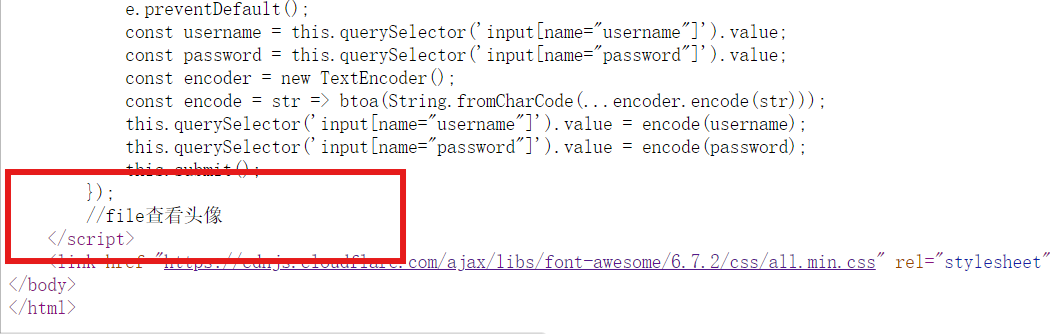 e.preventDefault();
const username = this.querySelector('input[name="username"]').value;
const password = this.querySelector('input[name="password"]').value;
const encoder = new TextEncoder();
const encode = str => btoa(String.fromCharCode(...encoder.encode(str)));
this.querySelector('input[name="username"]').value = encode(username);
this.querySelector('input[name="password"]').value = encode(password);
this.submit();
});
//file查看头像
</script>
<link href="https://cdnjs.cloudflare.com/ajax/libs/font-awesome/6.7.2/css/all.min.css" rel="stylesheet"
</body>
</html>